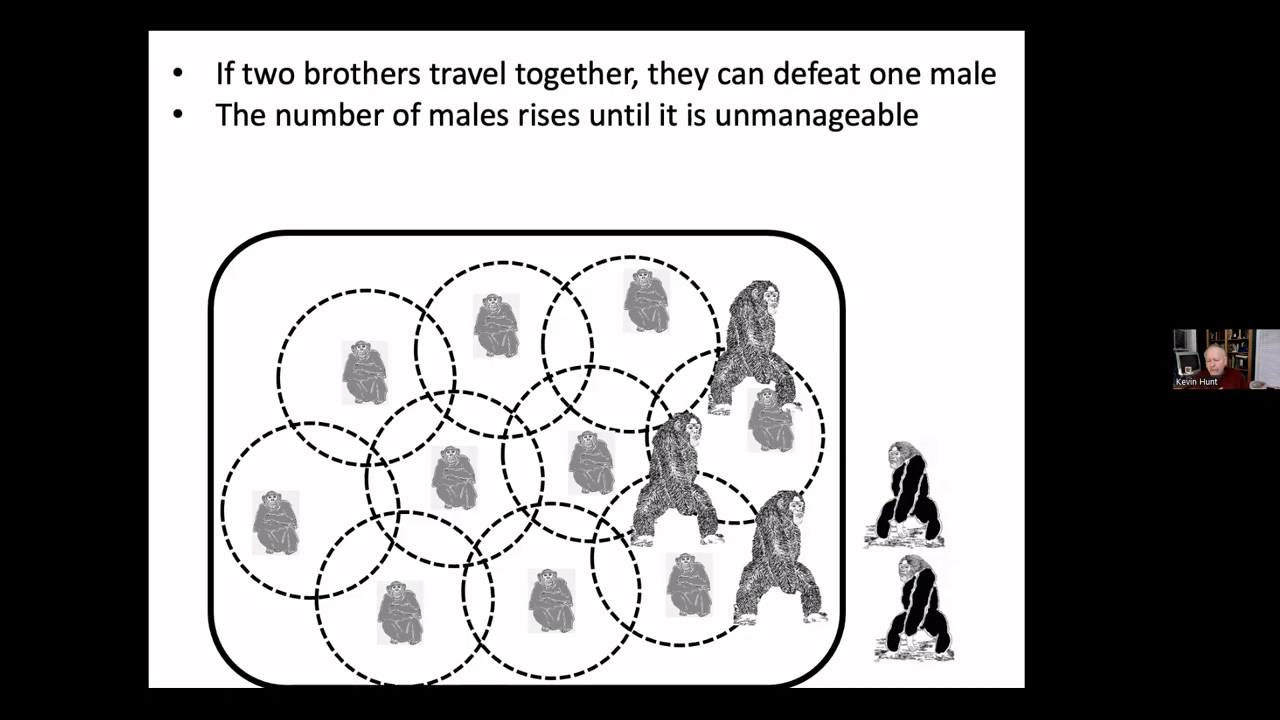 • If two brothers travel together, they can defeat one male
• The number of males rises until it is unmanageable
Kevin Hunt